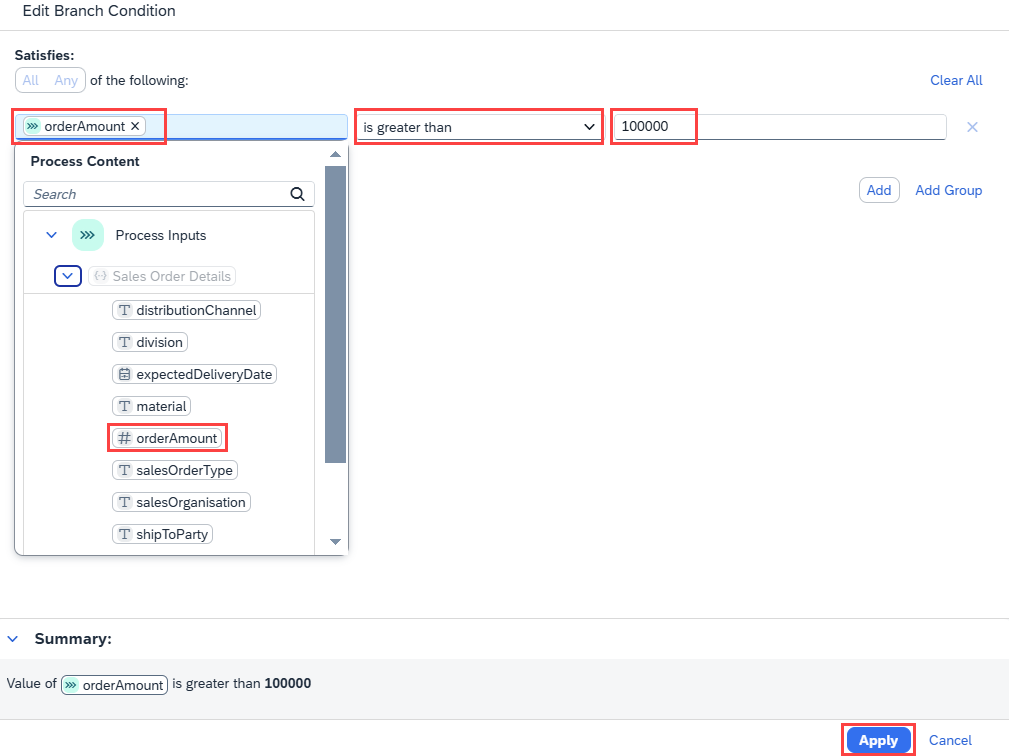 Edit Branch Condition
Satisfies:
All Any of the following:
Clear All
orderAmount is greater than 100000
Process Content
Search
Add Add Group
Process Inputs
Sales Order Details
distributionChannel
division
expectedDeliveryDate
material
orderAmount
salesOrderType
salesOrganisation
shipToParty
Summary:
Value of orderAmount is greater than 100000
Apply Cancel